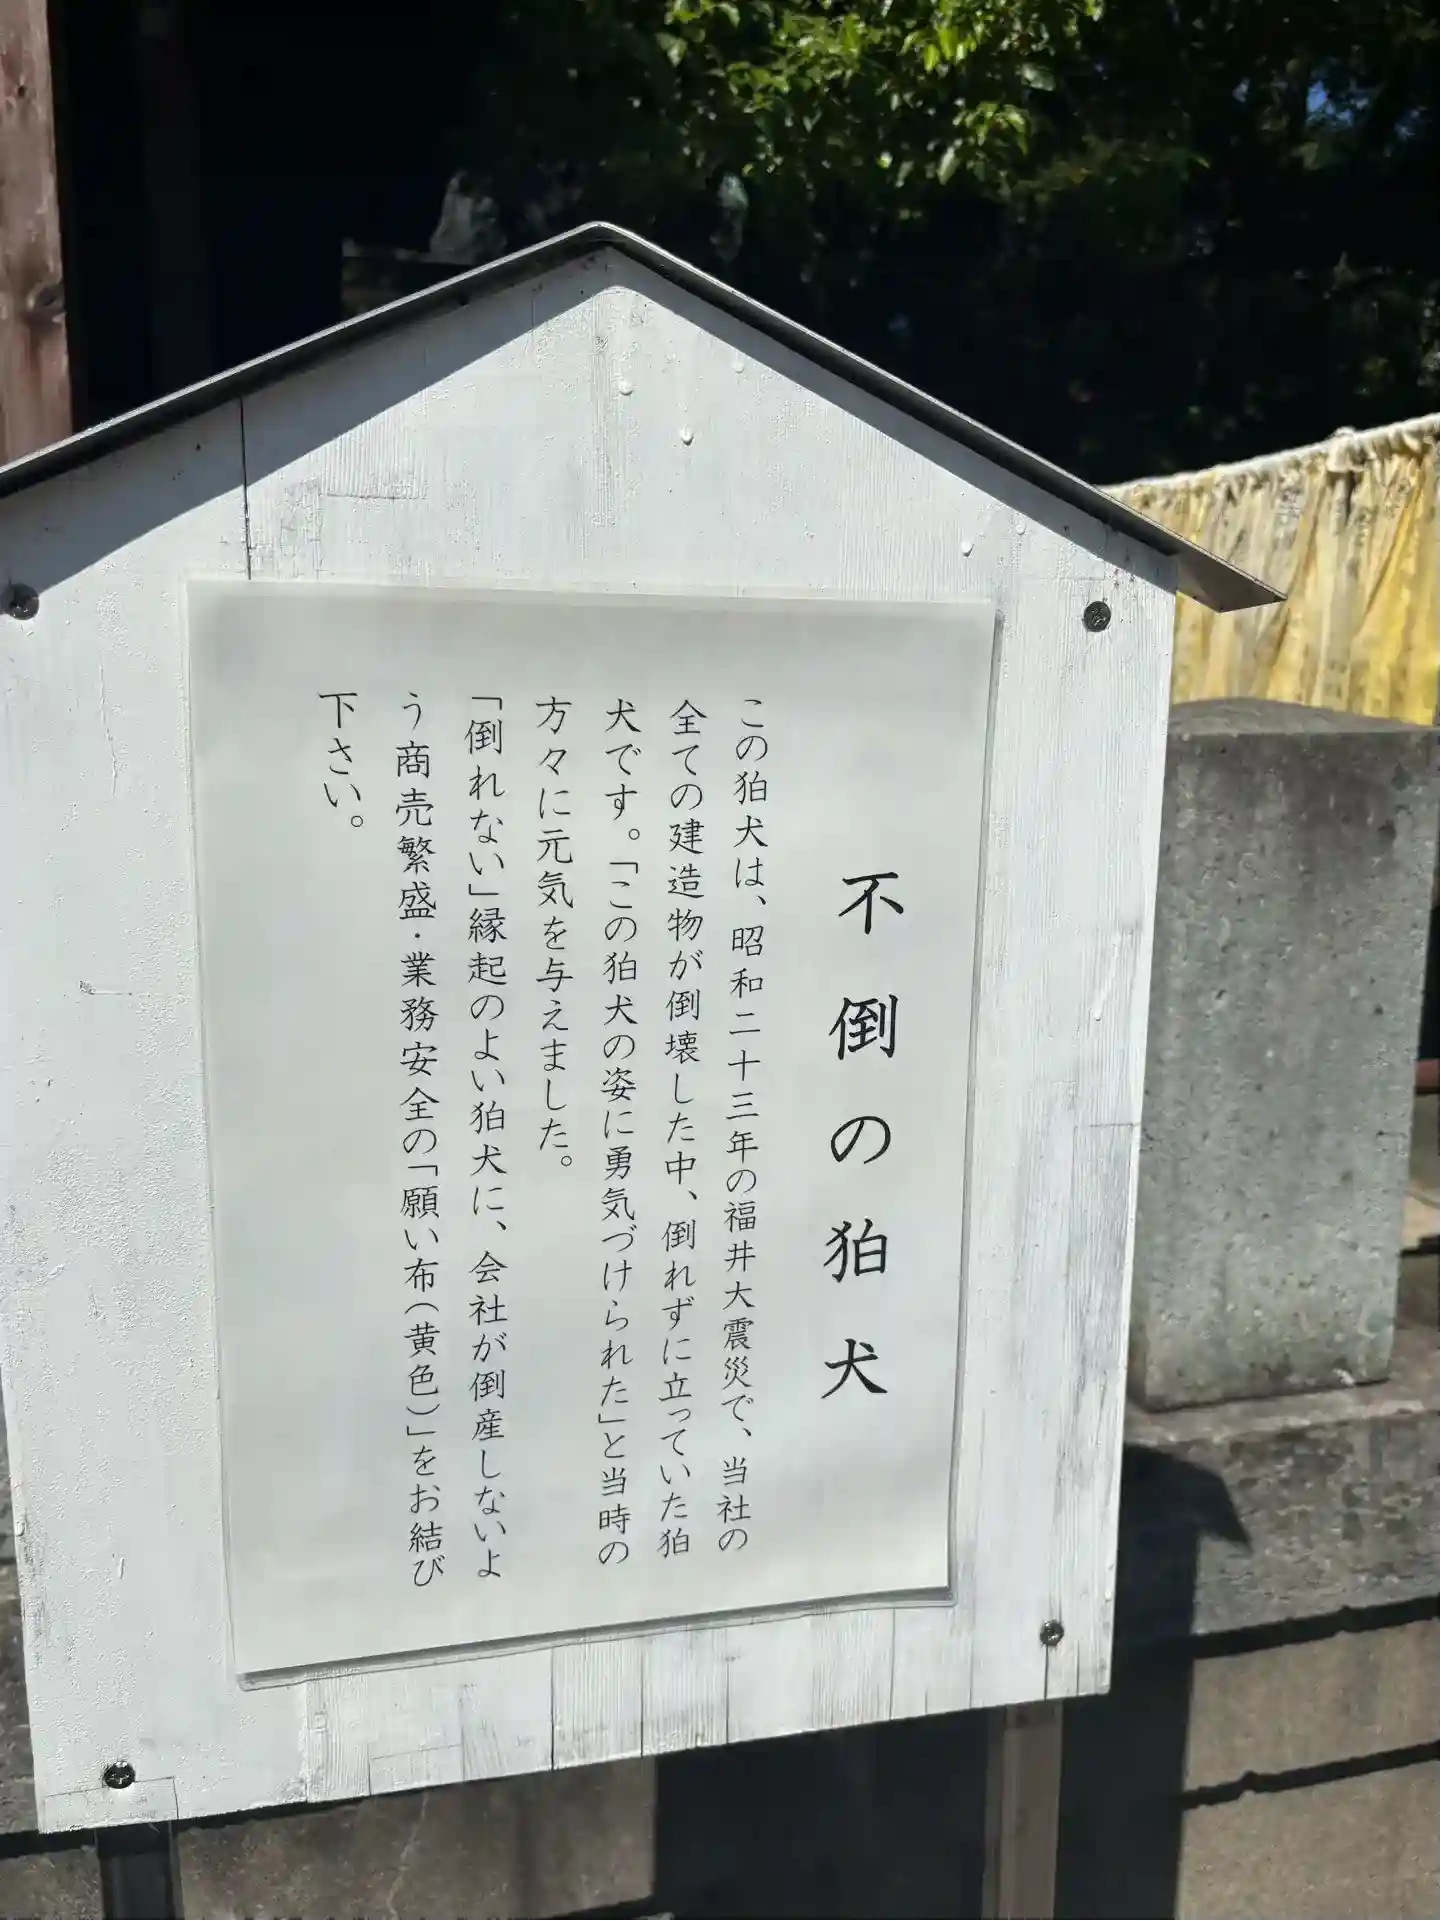 不倒の狛犬
この狛犬は、昭和二十三年の福井大震災で、当社の
全ての建造物が倒壊した中、倒れずに立っていた狛
犬です。「この狛犬の姿に勇気づけられた」と当時の
方々に元気を与えました。
「倒れない」縁起のよい狛犬に、会社が倒産しないよ
う商売繁盛・業務安全の「願い布(黄色)」をお結び
下さい。